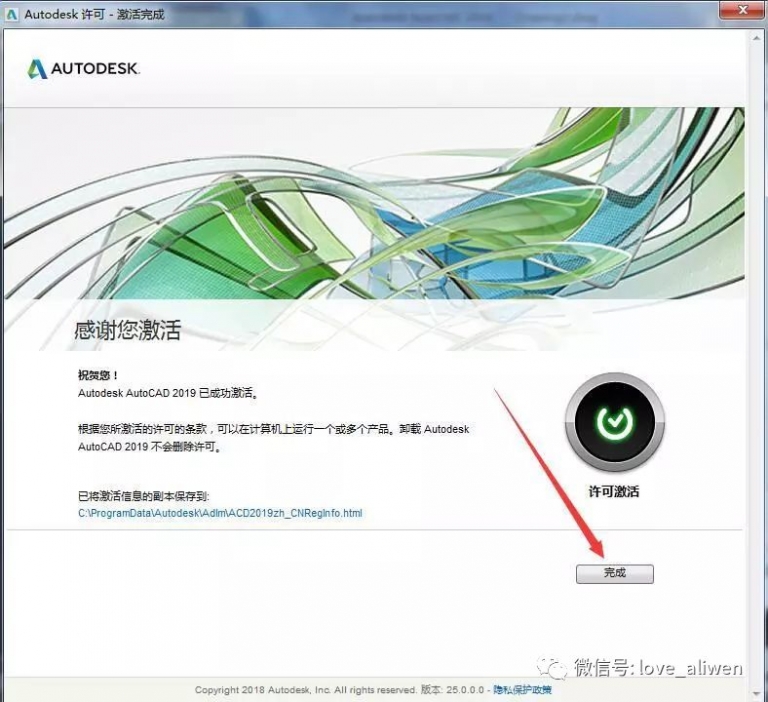 Autodesk 许可 - 激活完成
AUTODESK.
感谢您激活
祝贺您！
Autodesk AutoCAD 2019 已成功激活。
根据您所激活的许可的条款，可以在计算机上运行一个或多个产品。卸载 Autodesk
AutoCAD 2019 不会删除许可。
许可激活
已将激活信息的副本保存到:
C:\ProgramData\Autodesk\Adlm\ACD2019zh_CNRegInfo.html
完成
微信号: love_aliwen
Copyright 2018 Autodesk, Inc. All rights reserved. 版本: 25.0.0.0 - 隐私保护政策